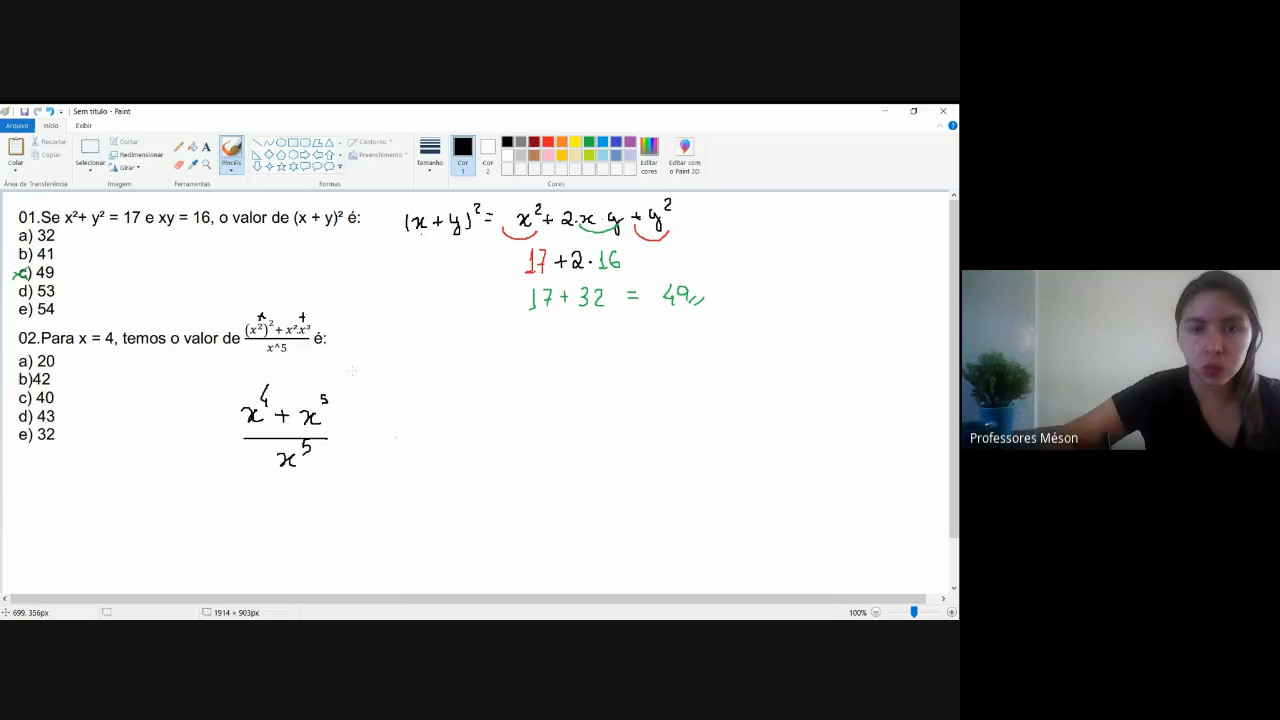 Sem título - Paint
Arquivo Início Exibir
Colar
Recortar
Copiar
Área de Transferência
Selecionar
Cortar
Redimensionar
Girar
Imagem
A
Ferramentas
Pincéis
Contorno
Preenchimento
Formas
Tamanho
Cor 1
Cor 2
Editar cores
Editar com o Paint 3D
Cores
01.Se x²+ y² = 17 e xy = 16, o valor de (x + y)² é:
a) 32
b) 41
c) 49
d) 53
e) 54
(x + y)² = x² + 2·x·y + y²
17 + 2 · 16
17 + 32 = 49
02.Para x = 4, temos o valor de (x²)² + x².x³ / x^5 é:
x +
a) 20
b)42
c) 40
d) 43
e) 32
x⁴ + x⁵
x⁵
699, 356px
1914 × 903px
100%
Professores Méson